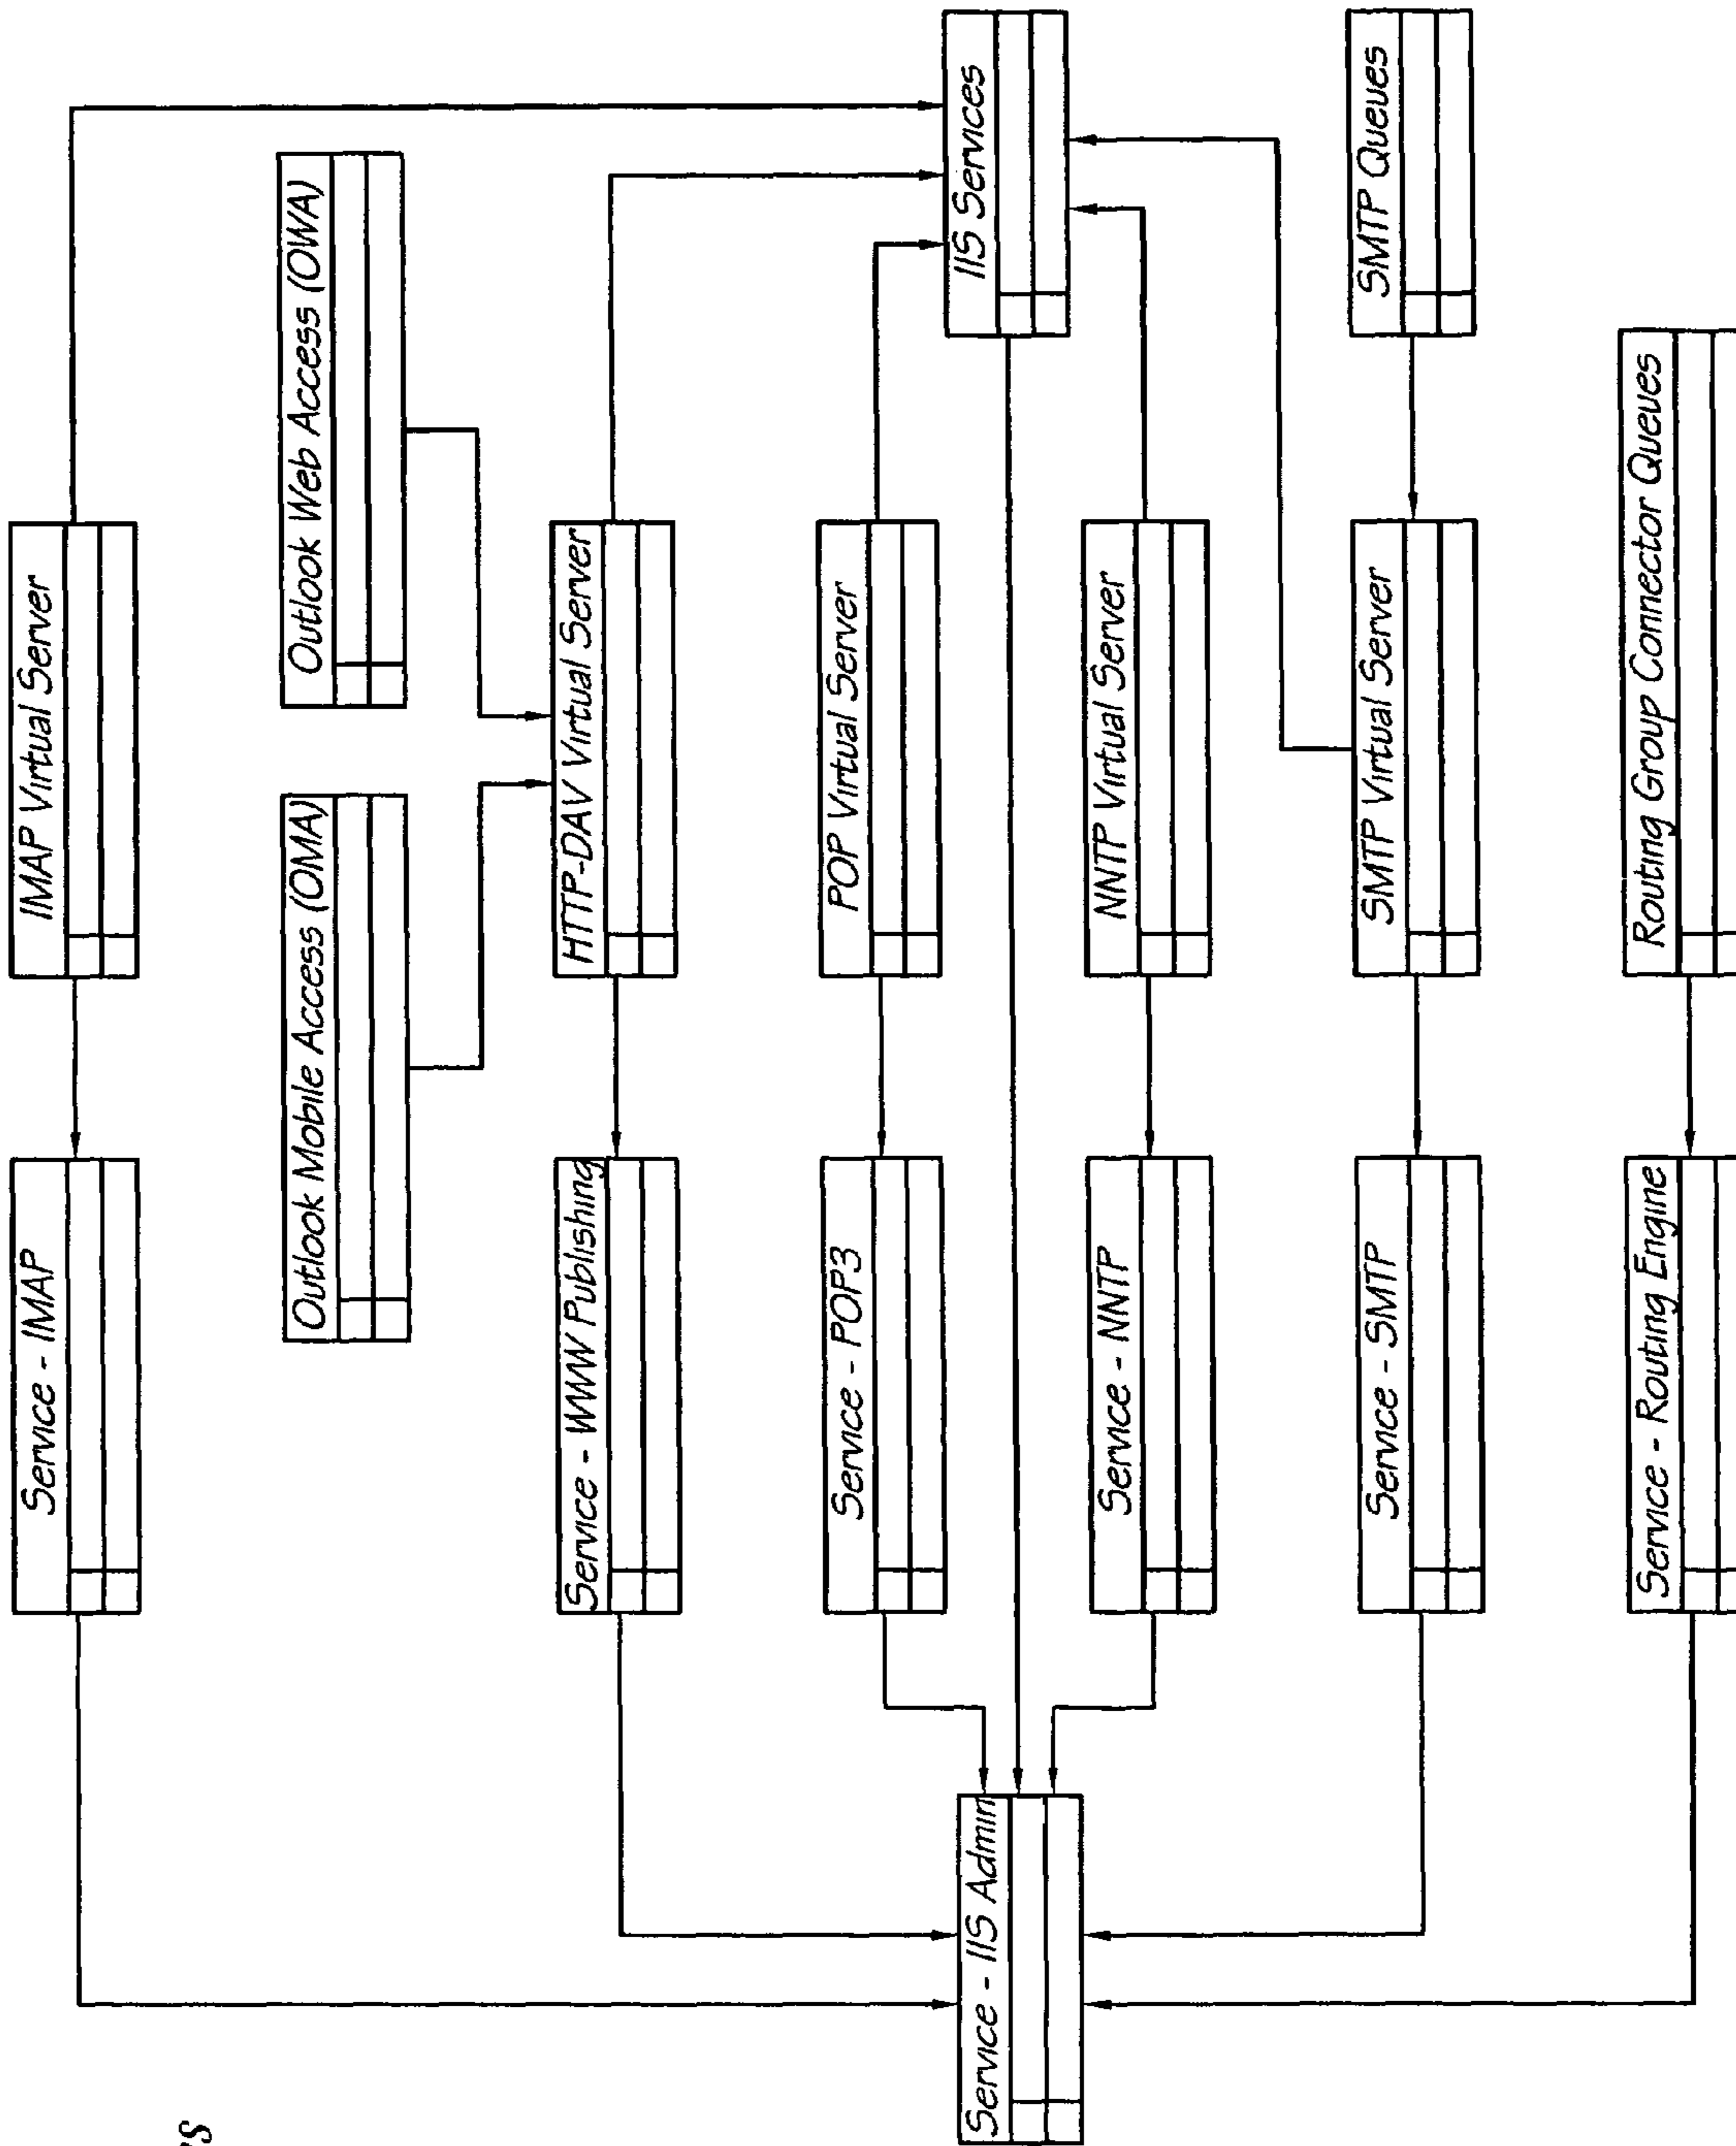 IMAP Virtual Server
Service - IMAP
Outlook Web Access (OWA)
Outlook Mobile Access (OMA)
HTTP-DAV Virtual Server
Service - WWW Publishing
POP Virtual Server
Service - POP3
IIS Services
Service - IIS Admin
NNTP Virtual Server
Service - NNTP
SMTP Queues
SMTP Virtual Server
Service - SMTP
Routing Group Connector Queues
Service - Routing Engine